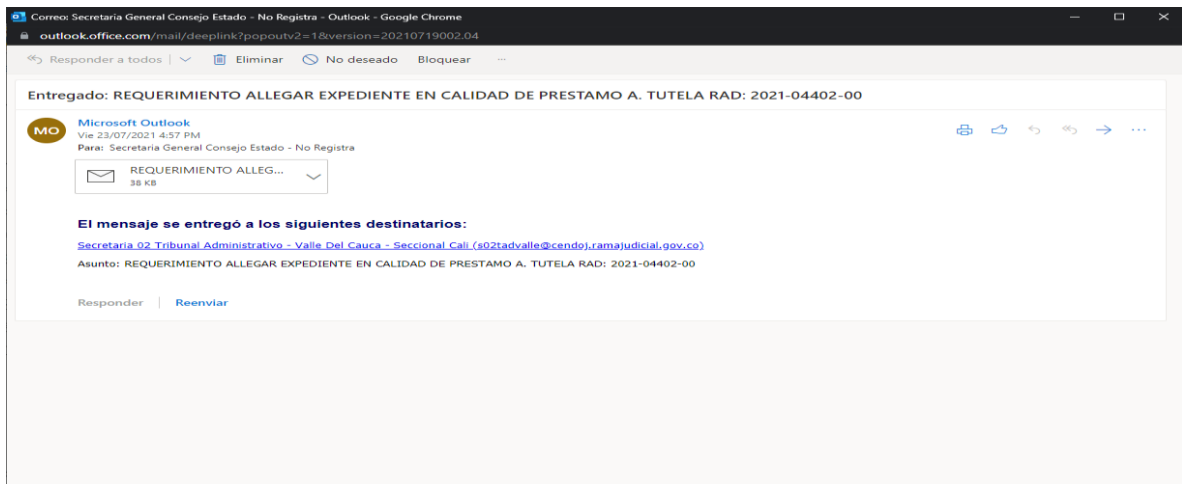 Correo: Secretaria General Consejo Estado - No Registra - Outlook - Google Chrome
outlook.office.com/mail/deeplink?popoutv2=1&version=20210719002.04
Responder a todos Eliminar No deseado Bloquear ...
Entregado: REQUERIMIENTO ALLEGAR EXPEDIENTE EN CALIDAD DE PRESTAMO A. TUTELA RAD: 2021-04402-00
MO
Microsoft Outlook
Vie 23/07/2021 4:57 PM
Para: Secretaria General Consejo Estado - No Registra
REQUERIMIENTO ALLEG...
38 KB
El mensaje se entregó a los siguientes destinatarios:
Secretaria 02 Tribunal Administrativo - Valle Del Cauca - Seccional Cali (s02tadvalle@cendoj.ramajudicial.gov.co)
Asunto: REQUERIMIENTO ALLEGAR EXPEDIENTE EN CALIDAD DE PRESTAMO A. TUTELA RAD: 2021-04402-00
Responder | Reenviar